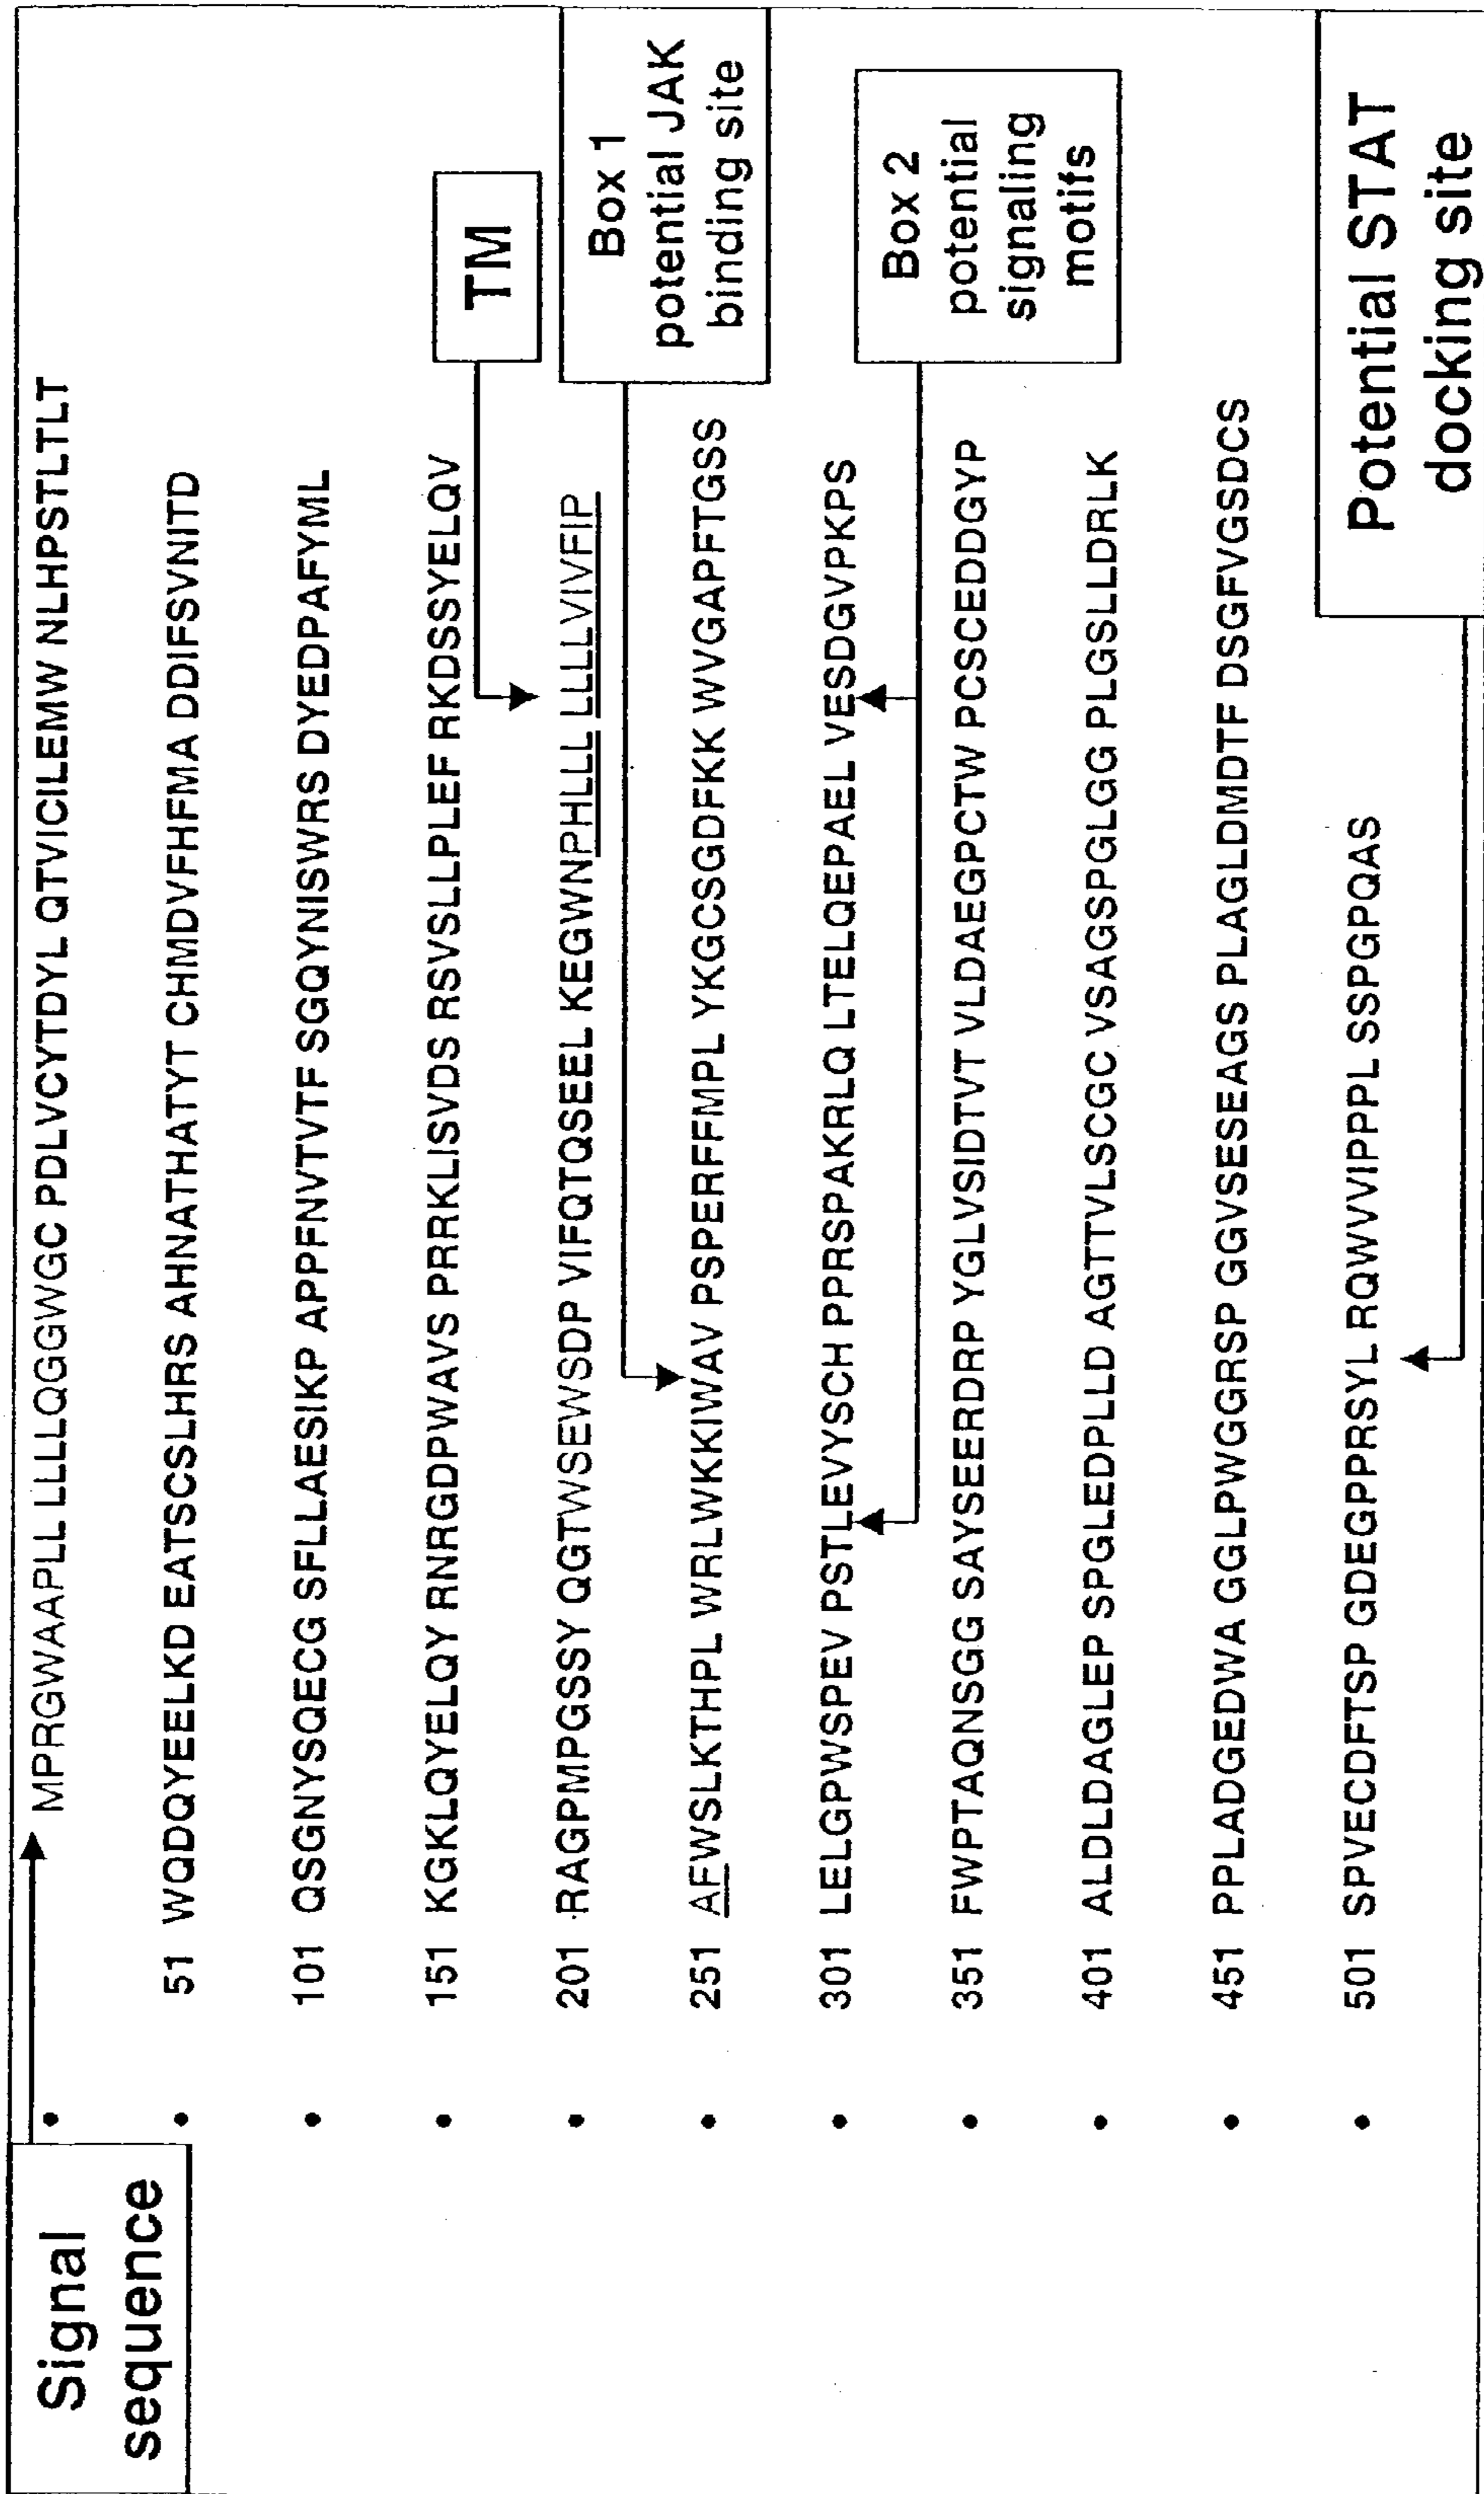 Signal
sequence
• MPRGWAAPLL LLLLQGGWGC PDLVCYTDYL QTVICILEMW NLHPSTLTLT
• 51 WQDQYEELKD EATSCSLHRS AHNATHATYT CHMDVFHFMA DDIFSVNITD
• 101 QSGNYSQECG SFLLAESIKP APPFNVTVTF SGQYNISWRS DYEDPAFYML
• 151 KGKLQYELQY RNRGDPWAVS PRRKLISVDS RSVSLLPLEF RKDSSYELQV
TM
• 201 RAGPMPGSSY QGTWSEWSDP VIFQTQSEEL KEGWNPHLLL LLLLVIVFIP
Box 1
potential JAK
binding site
• 251 AFWSLKTHPL WRLWKKIWAV PSPERFFMPL YKGCSGDFKK WVGAPFTGSS
• 301 LELGPWSPEV PSTLEVYSCH PPRSPAKRLQ LTELQEPAEL VESDGVPKPS
Box 2
potential
signaling
motifs
• 351 FWPTAQNSGG SAYSEERDRP YGLVSIDTVT VLDAEGPCTW PCSCEDDGYP
• 401 ALDLDAGLEP SPGLEDPLLD AGTTVLSCGC VSAGSPGLGG PLGSLLDRLK
• 451 PPLADGEDWA GGLPWGGRSP GGVSESEAGS PLAGLDMDTF DSGFVGSDCS
• 501 SPVECDFTSP GDEGPPRSYL RQWVVIPPPL SSPGPQAS
Potential STAT
docking site